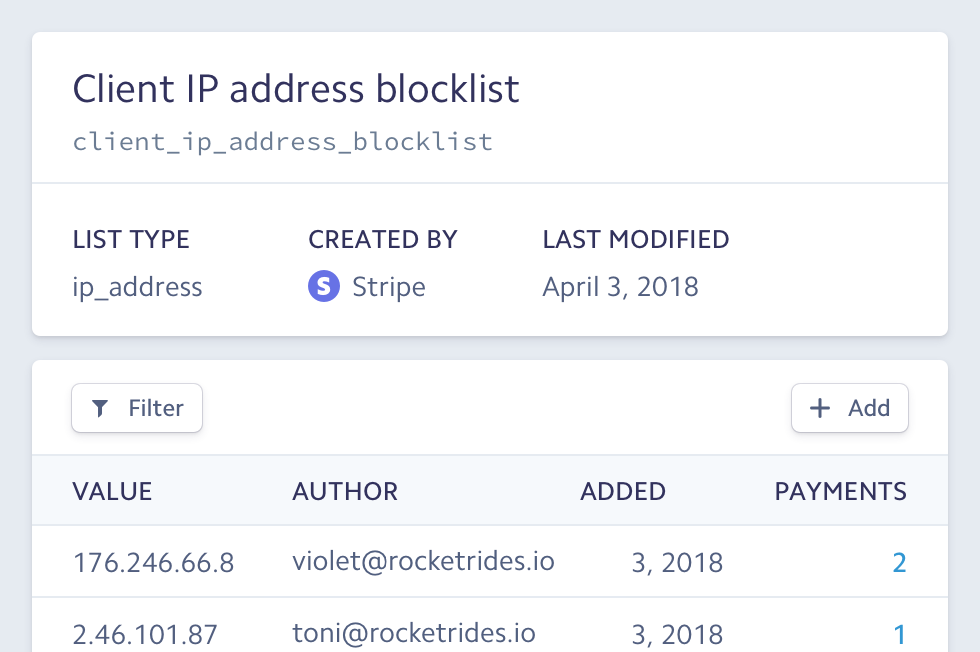 Client IP address blocklist
client_ip_address_blocklist
LIST TYPE CREATED BY LAST MODIFIED
ip_address S Stripe April 3, 2018
Filter + Add
VALUE AUTHOR ADDED PAYMENTS
176.246.66.8 violet@rocketrides.io 3, 2018 2
2.46.101.87 toni@rocketrides.io 3, 2018 1